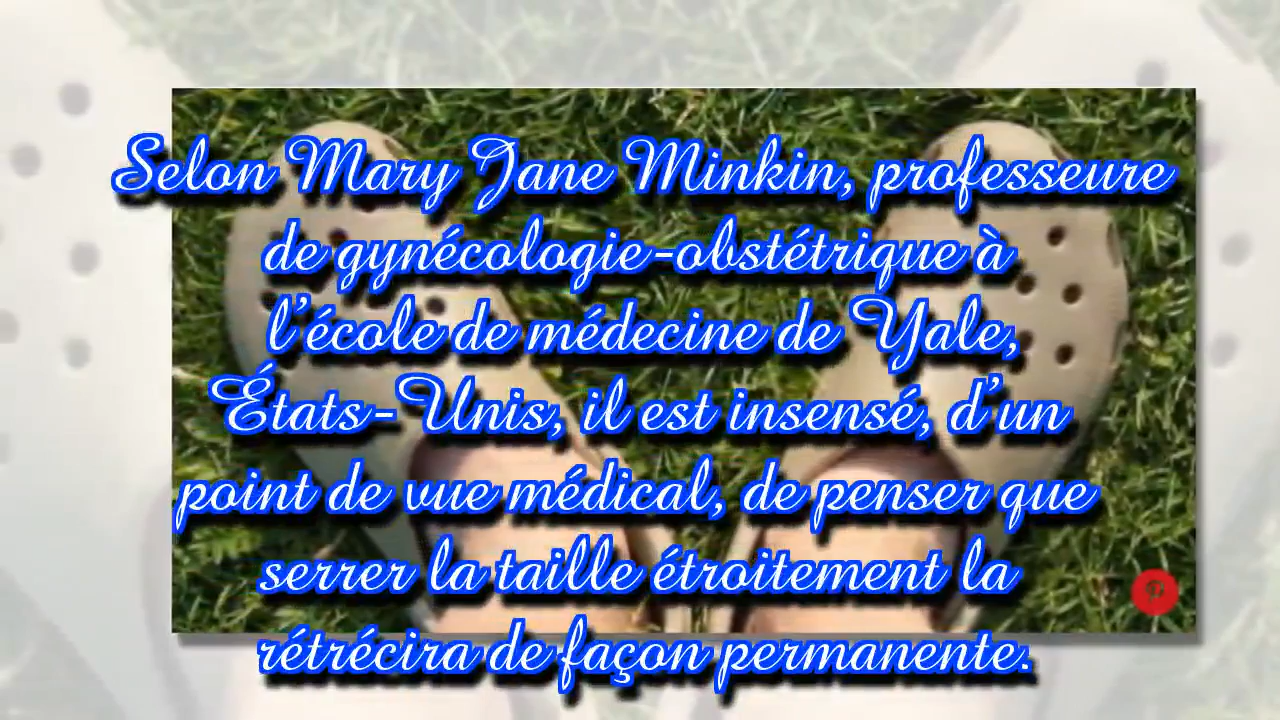 Selon Mary Jane Minkin, professeure
de gynécologie-obstétrique à
l'école de médecine de Yale,
États-Unis, il est insensé, d'un
point de vue médical, de penser que
serrer la taille étroitement la
rétrécira de façon permanente.